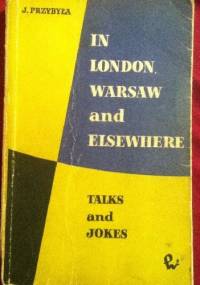 J. PRZYBYŁA
IN
LONDON,
WARSAW
and
ELSEWHERE
TALKS
and
JOKES